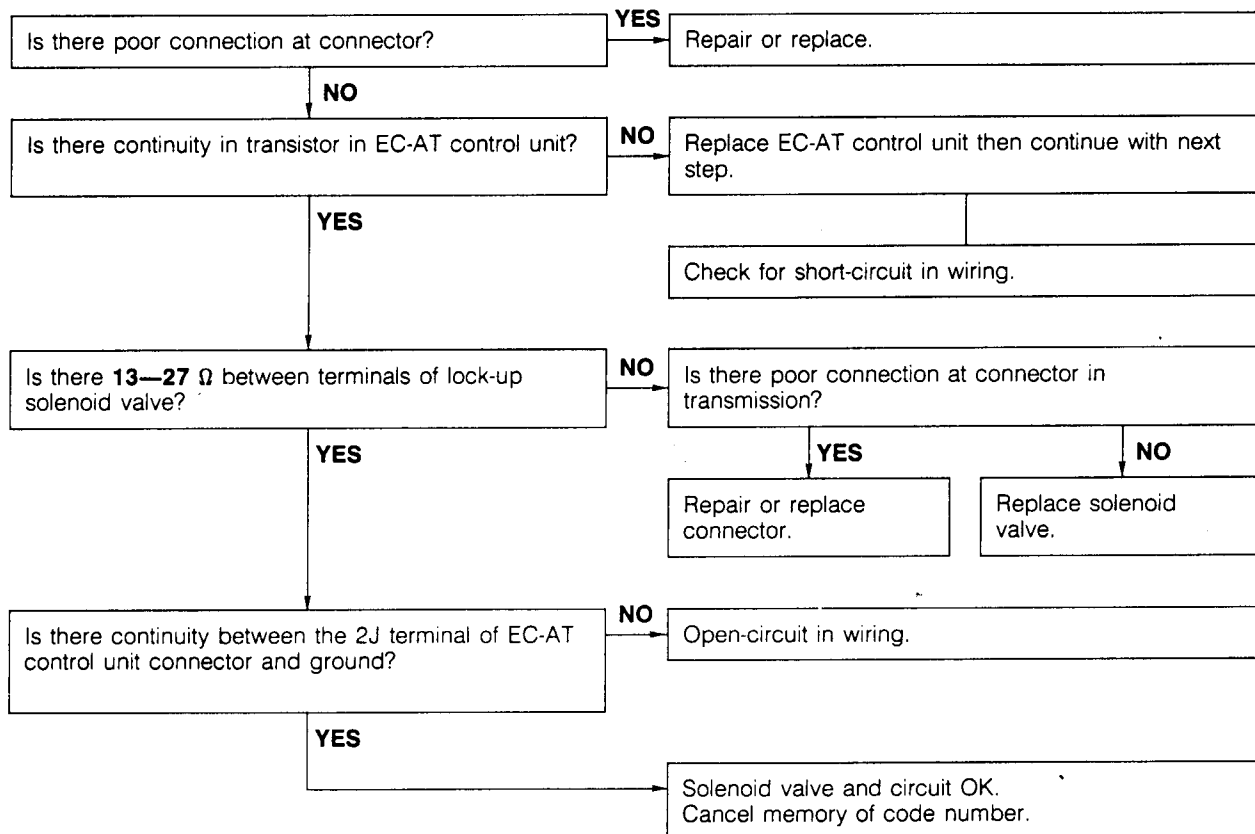 Is there poor connection at connector?
YES
Repair or replace.
NO
Is there continuity in transistor in EC-AT control unit?
NO
Replace EC-AT control unit then continue with next
step.
YES
Check for short-circuit in wiring.
Is there 13—27 Ω between terminals of lock-up
solenoid valve?
NO
Is there poor connection at connector in
transmission?
YES
YES
NO
Repair or replace
connector.
Replace solenoid
valve.
Is there continuity between the 2J terminal of EC-AT
control unit connector and ground?
NO
Open-circuit in wiring.
YES
Solenoid valve and circuit OK.
Cancel memory of code number.